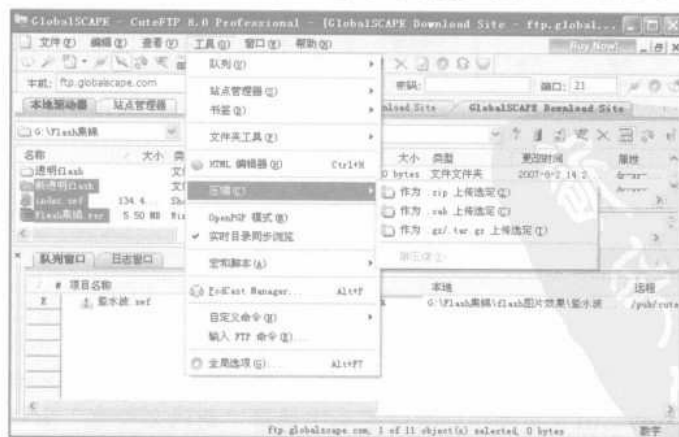 GlobalSCAPE - CuteFTP 8.0 Professional - [GlobalSCAPE Download Site - ftp.global...
文件(F) 编辑(E) 查看(V) 工具(Q) 窗口(W) 帮助(H) Buy Now!
主机: ftp.globalscape.com 密码: 端口: 21
本地驱动器 站点管理器 GlobalSCAPE Download Site
G:\Flash集锦
名称 大小 大小 类型 更改时间 属性
透明flash 0 bytes 文件文件夹 2007-8-2 14:2
新透明flash
index.swf 134.4
Flash集锦.rar 5.50 MB
队列(Q)
站点管理器(S)
书签(B)
文件夹工具(F)
HTML 编辑器(H) Ctrl+H
压缩(C)
作为 .zip 上传选定(Z)
作为 .cab 上传选定(C)
作为 .gz/.tar.gz 上传选定(T)
OpenPGP 模式(N)
实时目录同步浏览
宏和脚本(A)
PodCast Manager... Alt+P
自定义命令(M)
输入 FTP 命令(I)...
全局选项(G)... Alt+F7
队列窗口 日志窗口
# 项目名称 本地 远程
蓝水波.swf G:\Flash集锦\flash图片效果\蓝水波 /pub/cute
ftp.globalscape.com, 1 of 11 object(s) selected, 0 bytes 数字